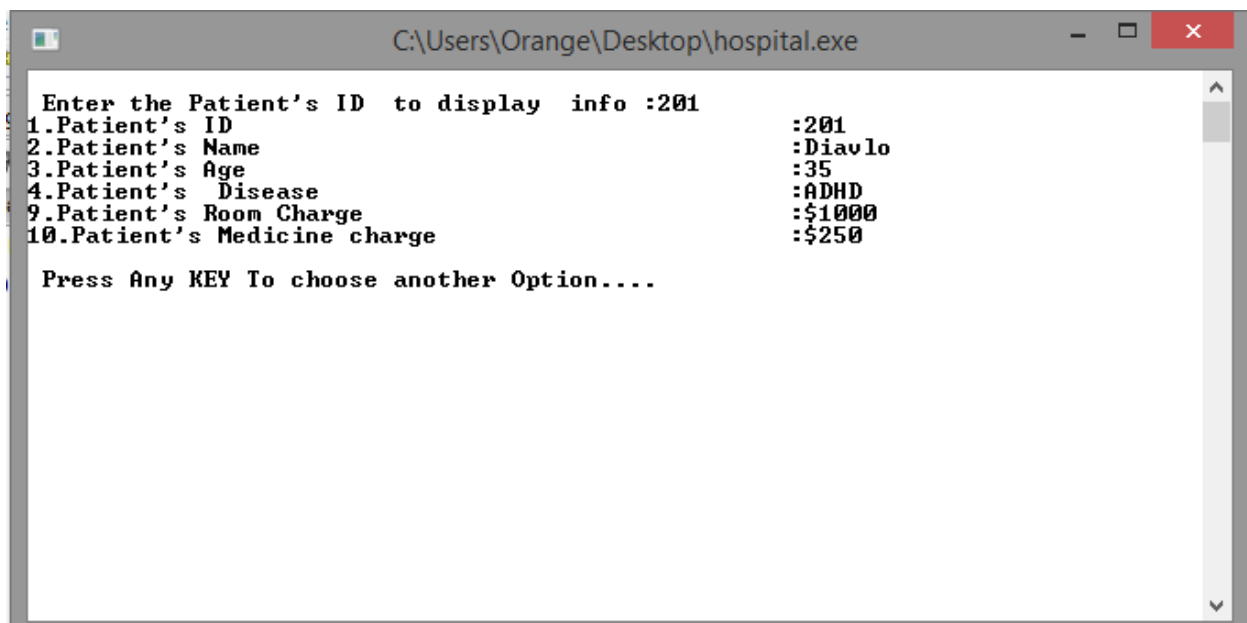 C:\Users\Orange\Desktop\hospital.exe
Enter the Patient's ID  to display  info :201
1.Patient's ID :201
2.Patient's Name :Diavlo
3.Patient's Age :35
4.Patient's  Disease :ADHD
9.Patient's Room Charge :$1000
10.Patient's Medicine charge :$250
Press Any KEY To choose another Option....